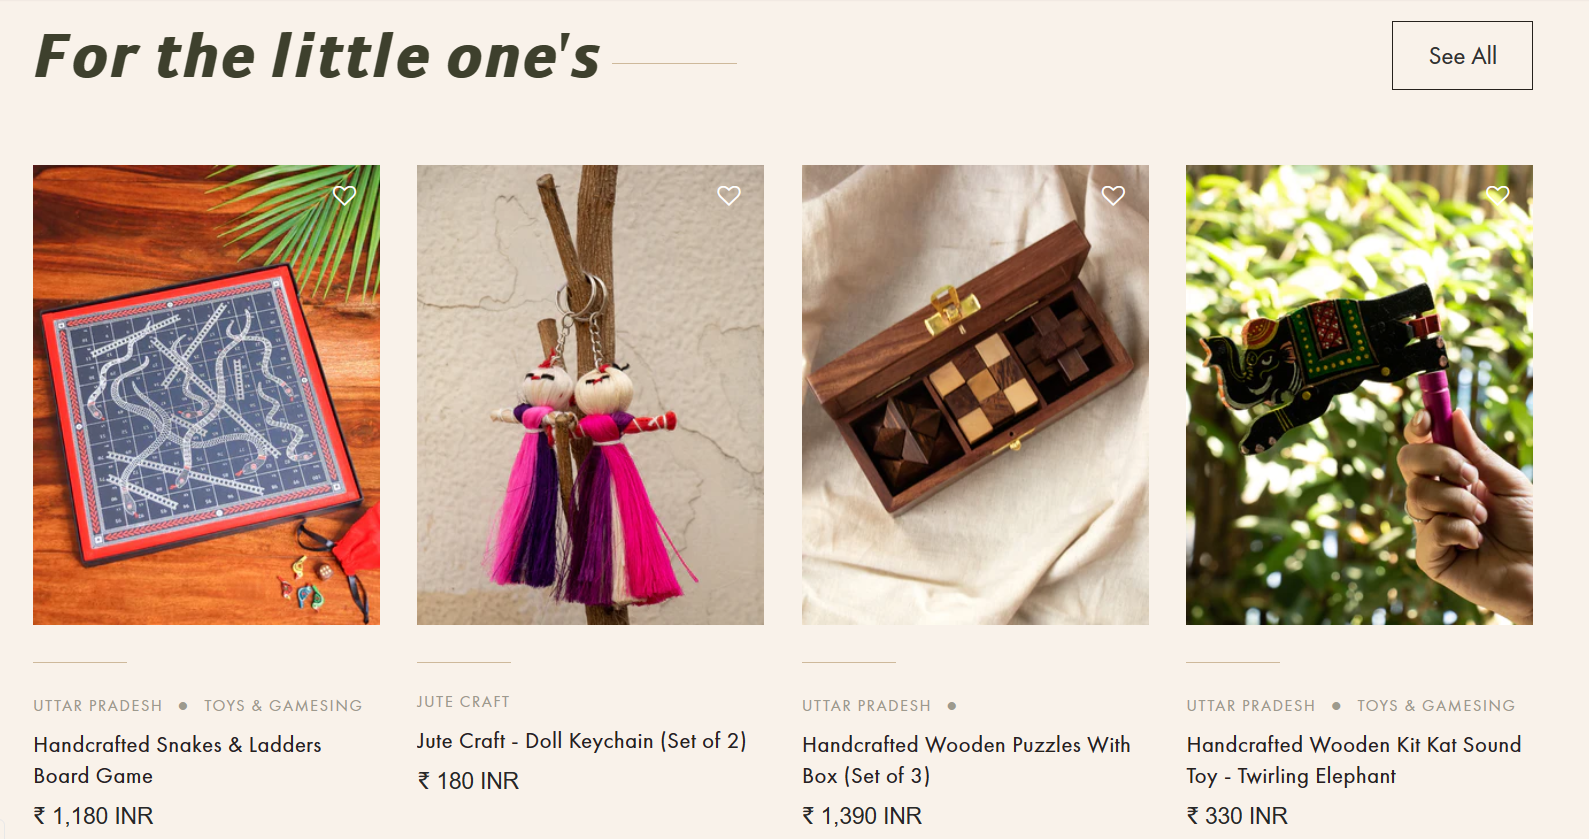 For the little one's
See All
UTTAR PRADESH ● TOYS & GAMESING
Handcrafted Snakes & Ladders
Board Game
₹ 1,180 INR
JUTE CRAFT
Jute Craft - Doll Keychain (Set of 2)
₹ 180 INR
UTTAR PRADESH ●
Handcrafted Wooden Puzzles With
Box (Set of 3)
₹ 1,390 INR
UTTAR PRADESH ● TOYS & GAMESING
Handcrafted Wooden Kit Kat Sound
Toy - Twirling Elephant
₹ 330 INR